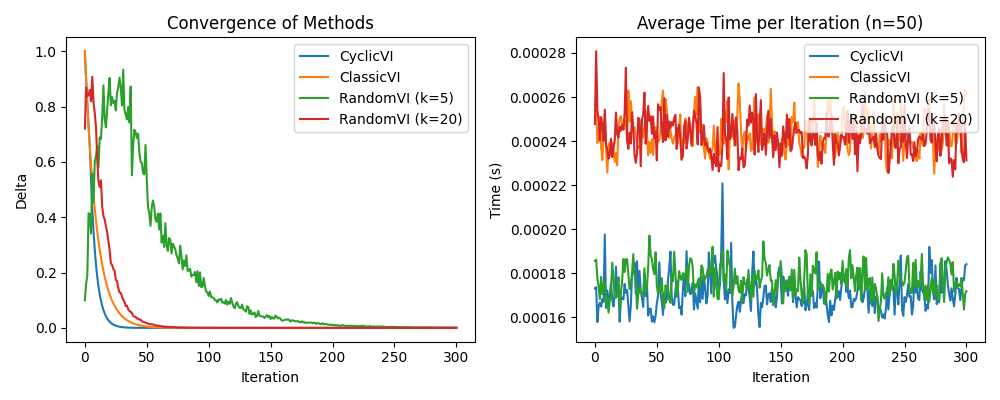 Convergence of Methods
Delta
1.0
0.8
0.6
0.4
0.2
0.0
0
50
100
150
200
250
300
Iteration
CyclicVI
ClassicVI
RandomVI (k=5)
RandomVI (k=20)
Average Time per Iteration (n=50)
Time (s)
0.00028
0.00026
0.00024
0.00022
0.00020
0.00018
0.00016
0
50
100
150
200
250
300
Iteration
CyclicVI
ClassicVI
RandomVI (k=5)
RandomVI (k=20)